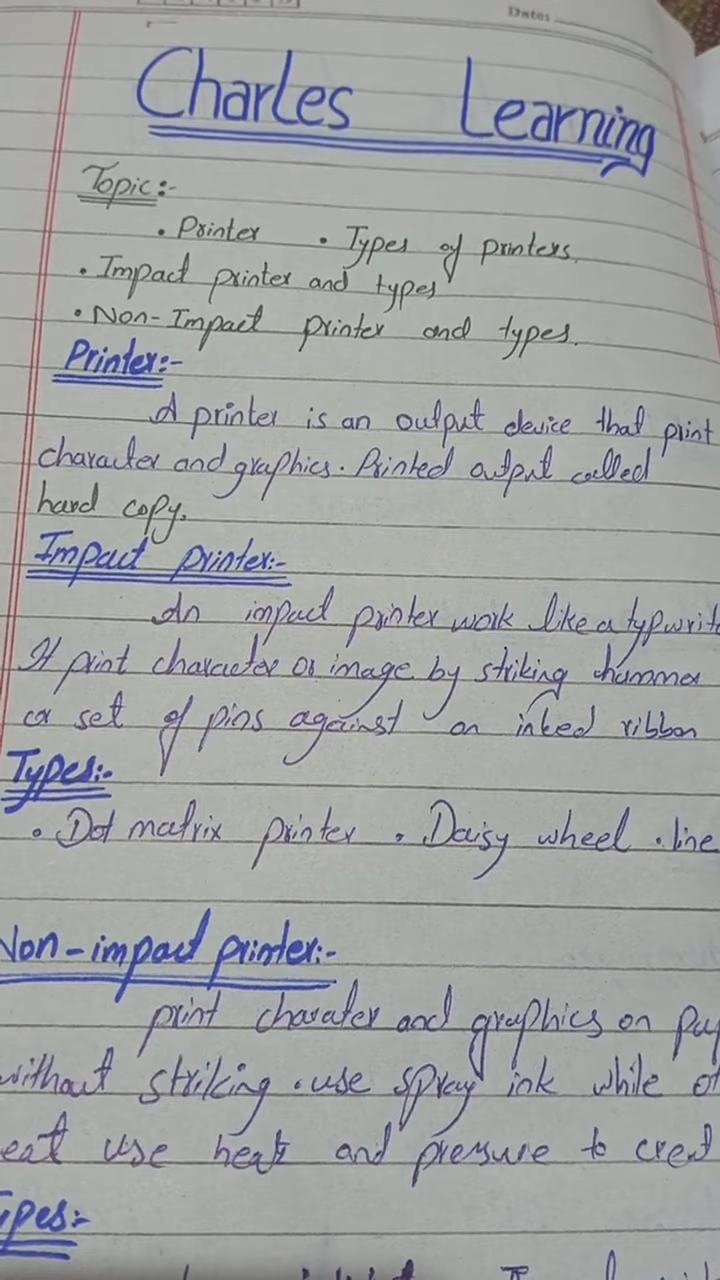 Date:
Charles Learning
Topic:-
• Printer • Types of printers.
• Impact printer and types
• Non-Impact printer and types.
Printer:-
A printer is an output device that print
character and graphics. Printed output called
hard copy.
Impact printer:-
An impact printer work like a typwrit
It print character or image by striking hammer
or set of pins against an inked ribbon
Types:-
• Dot matrix printer • Daisy wheel • line
Non-impact printer:-
print charater and graphics on pap
without striking. use spray ink while ot
eat use heat and pressure to creat
ypes:-